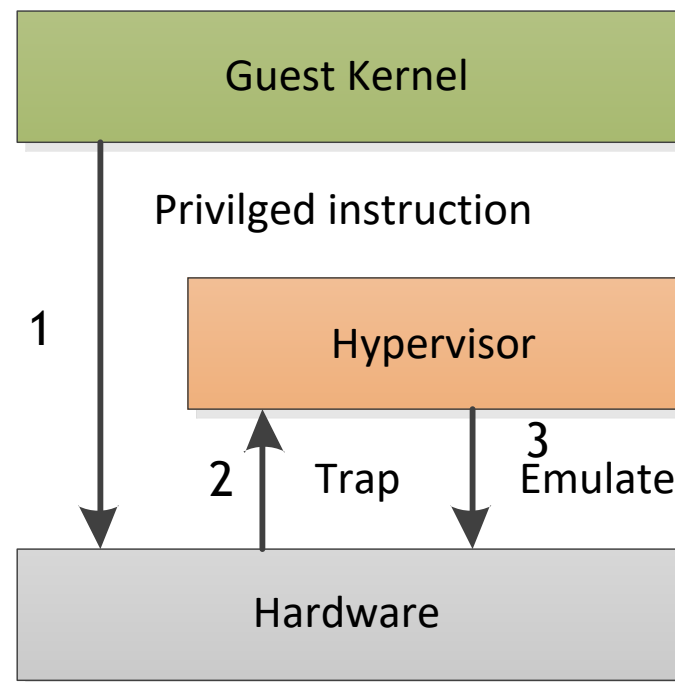 Guest Kernel
Privilged instruction
1
Hypervisor
3
2 Trap Emulate
Hardware